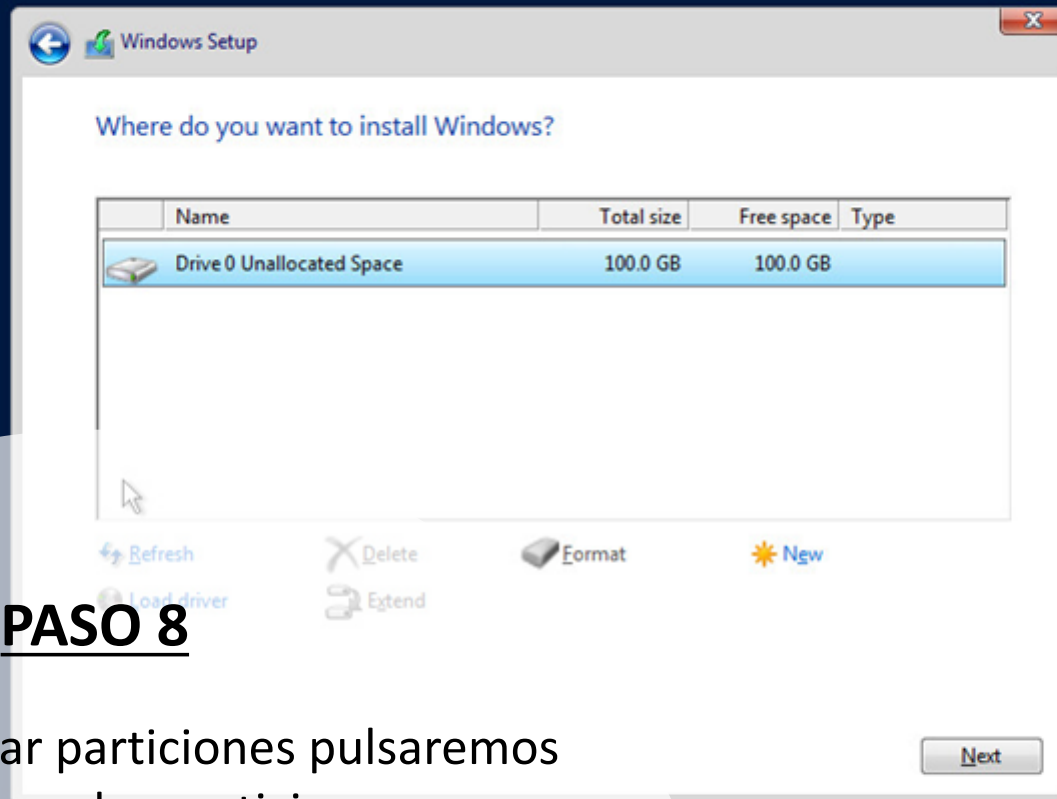 Windows Setup
Where do you want to install Windows?
Name Total size Free space Type
Drive 0 Unallocated Space 100.0 GB 100.0 GB
Refresh Delete Format New
Load driver Extend
PASO 8
ar particiones pulsaremos
Next